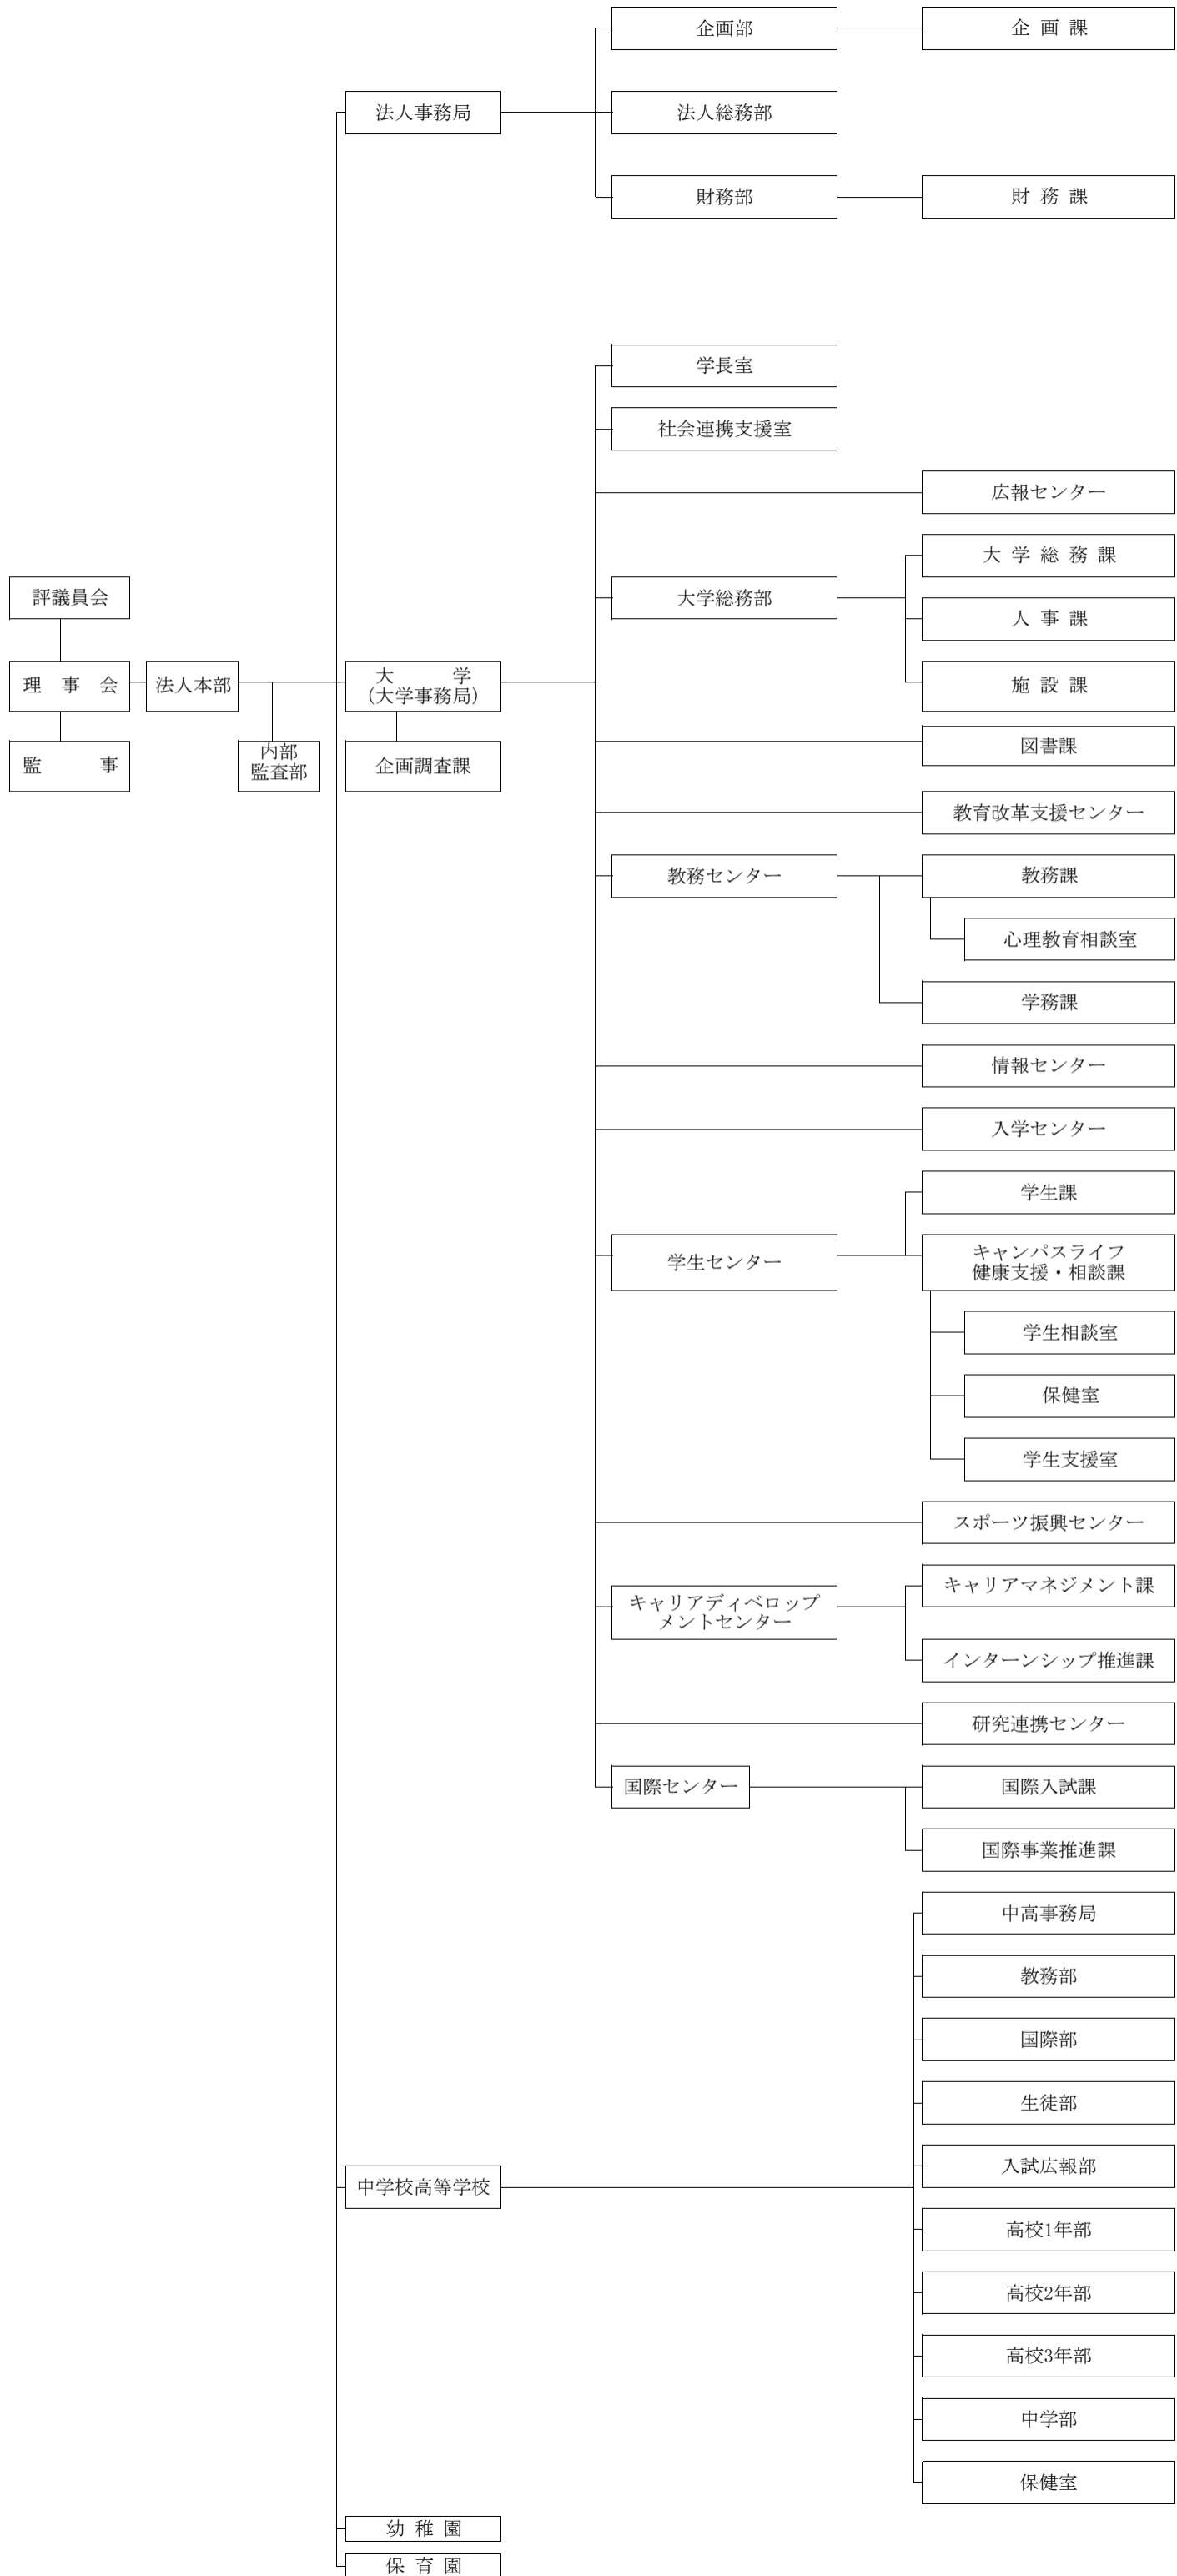 企画部
企 画 課
法人事務局
法人総務部
財務部
財 務 課
学長室
社会連携支援室
広報センター
大 学 総 務 課
評議員会
大学総務部
人 事 課
理 事 会
法人本部
大 学
(大学事務局)
施 設 課
監 事
内部
監査部
企画調査課
図書課
教育改革支援センター
教務センター
教務課
心理教育相談室
学務課
情報センター
入学センター
学生課
学生センター
キャンパスライフ
健康支援・相談課
学生相談室
保健室
学生支援室
スポーツ振興センター
キャリアディベロップ
メントセンター
キャリアマネジメント課
インターンシップ推進課
研究連携センター
国際センター
国際入試課
国際事業推進課
中高事務局
教務部
国際部
生徒部
入試広報部
中学校高等学校
高校1年部
高校2年部
高校3年部
中学部
保健室
幼 稚 園
保 育 園